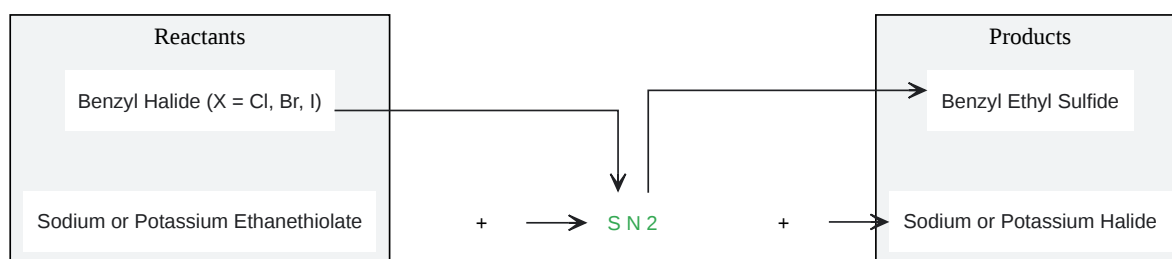 Reactants
Products
Benzyl Halide (X = Cl, Br, I)
Benzyl Ethyl Sulfide
Sodium or Potassium Ethanethiolate
+
S N 2
+
Sodium or Potassium Halide